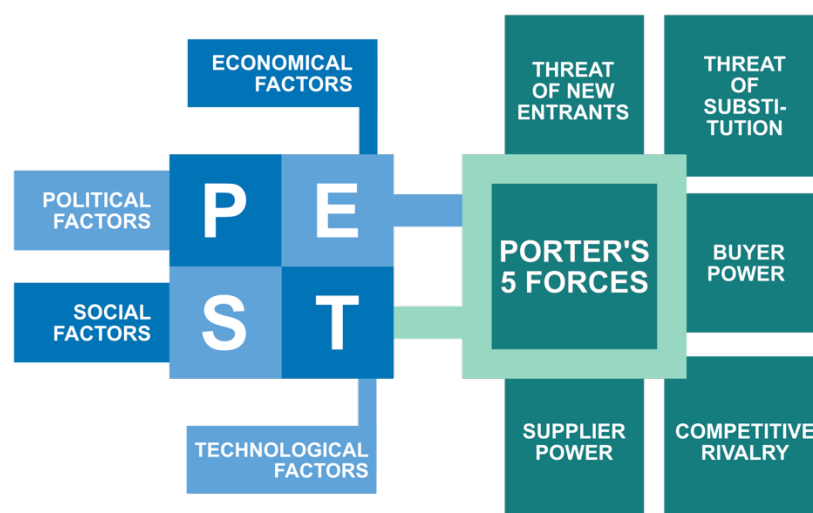 ECONOMICAL
FACTORS
POLITICAL
FACTORS
SOCIAL
FACTORS
P
E
S
T
TECHNOLOGICAL
FACTORS
THREAT
OF NEW
ENTRANTS
THREAT
OF
SUBSTI-
TUTION
PORTER'S
5 FORCES
BUYER
POWER
SUPPLIER
POWER
COMPETITIVE
RIVALRY